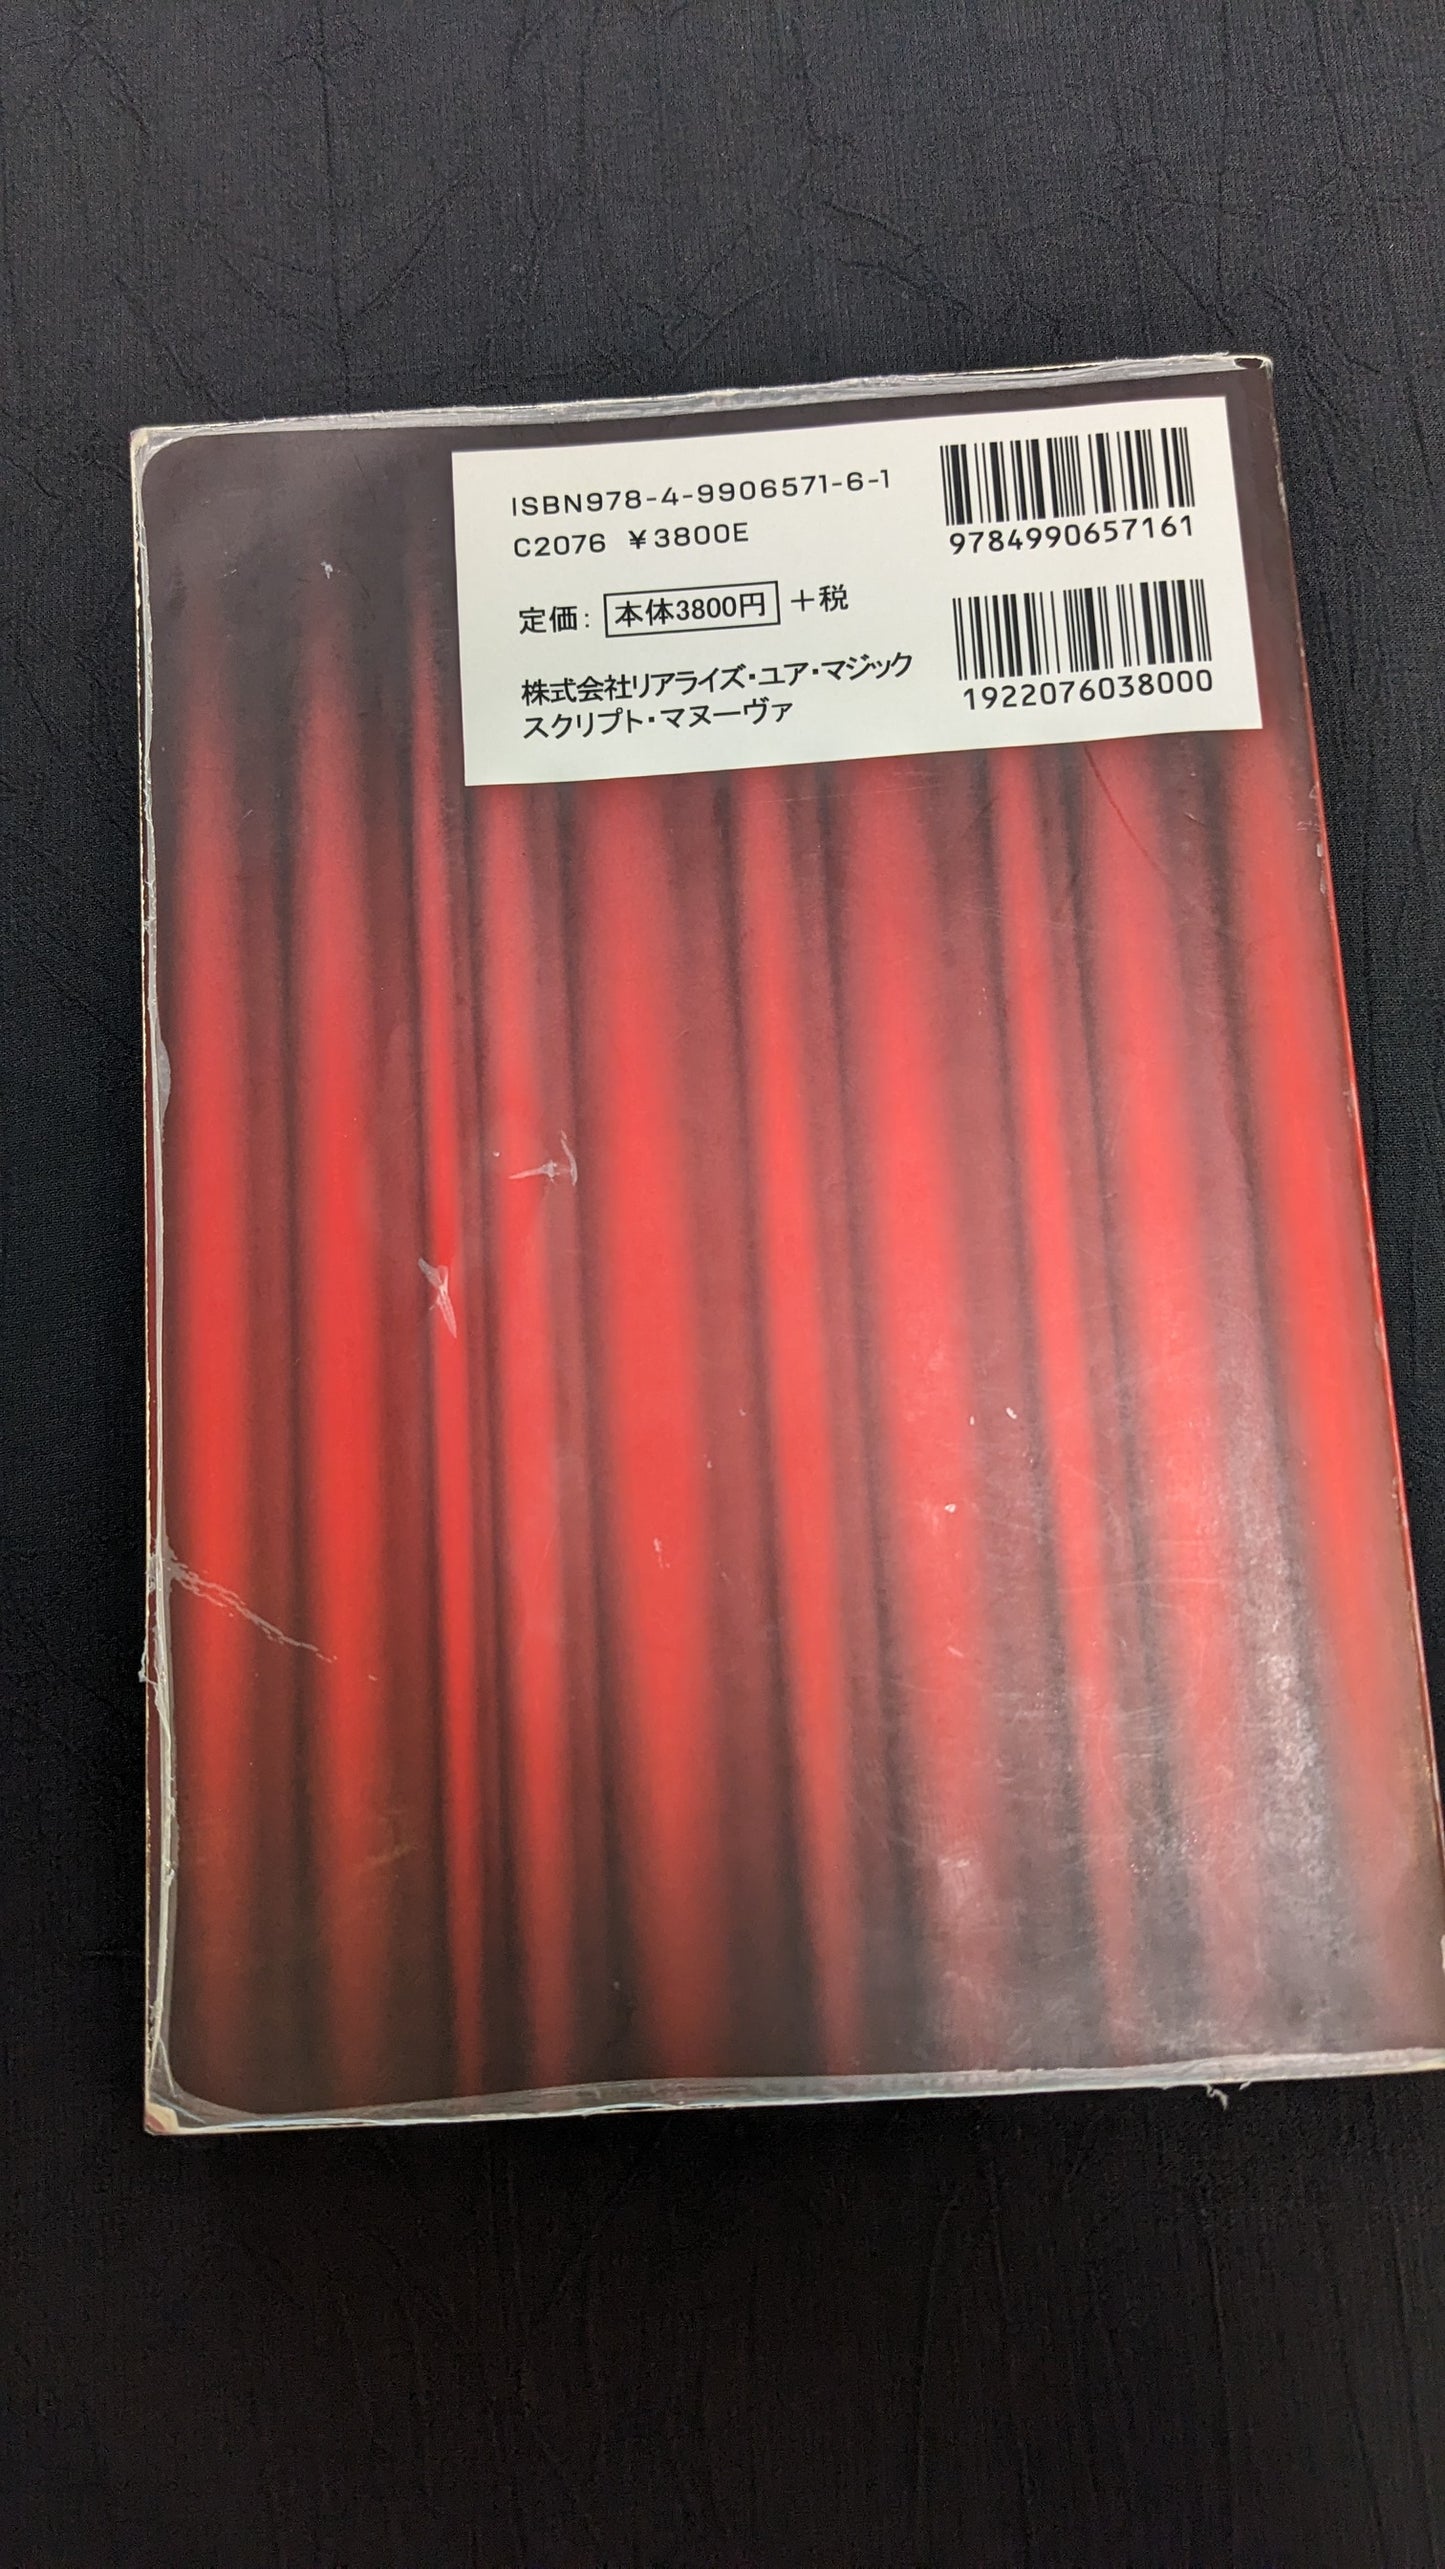 ISBN978-4-9906571-6-1
C2076 ¥3800E
定価: 本体3800円 +税
株式会社リアライズ・ユア・マジック
スクリプト・マヌーヴァ
9784990657161
1922076038000